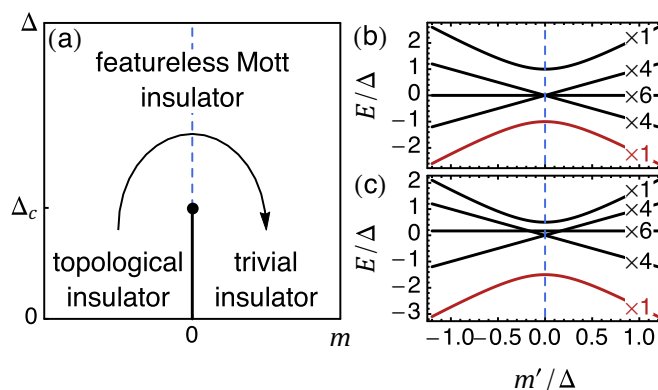 Δ
(a)
featureless Mott
insulator
Δc
topological
insulator
trivial
insulator
0
0
m
(b)
E/Δ
2
1
0
−1
−2
×1
×4
×6
×4
×1
(c)
E/Δ
2
1
0
−1
−2
−3
×1
×4
×6
×4
×1
−1.0
−0.5
0.0
0.5
1.0
m′/Δ